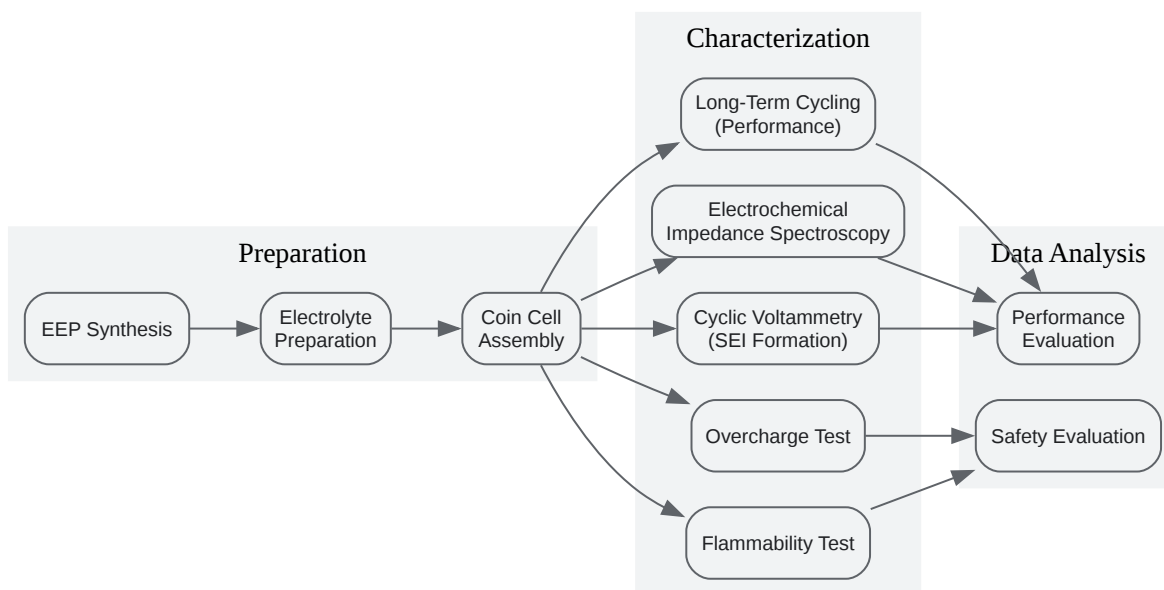 Preparation
EEP Synthesis
Electrolyte
Preparation
Coin Cell
Assembly
Characterization
Long-Term Cycling
(Performance)
Electrochemical
Impedance Spectroscopy
Cyclic Voltammetry
(SEI Formation)
Overcharge Test
Flammability Test
Data Analysis
Performance
Evaluation
Safety Evaluation